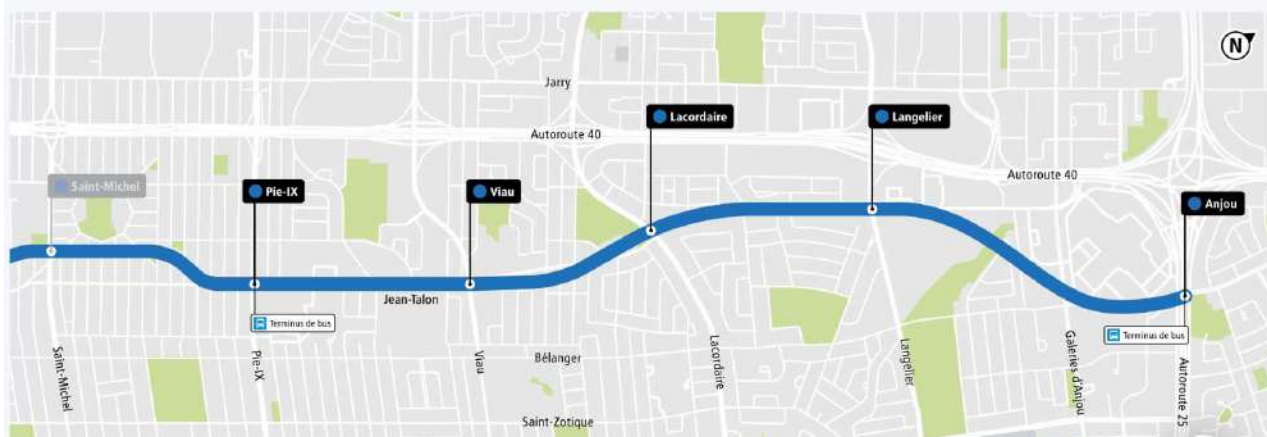 N
Jarry
Lacordaire
Langelier
Autoroute 40
Autoroute 40
Saint-Michel
Pie-IX
Viau
Anjou
Jean-Talon
Terminus de bus
Terminus de bus
Saint-Michel
Pie-IX
Viau
Bélanger
Lacordaire
Langelier
Galeries d'Anjou
Autoroute 25
Saint-Zotique